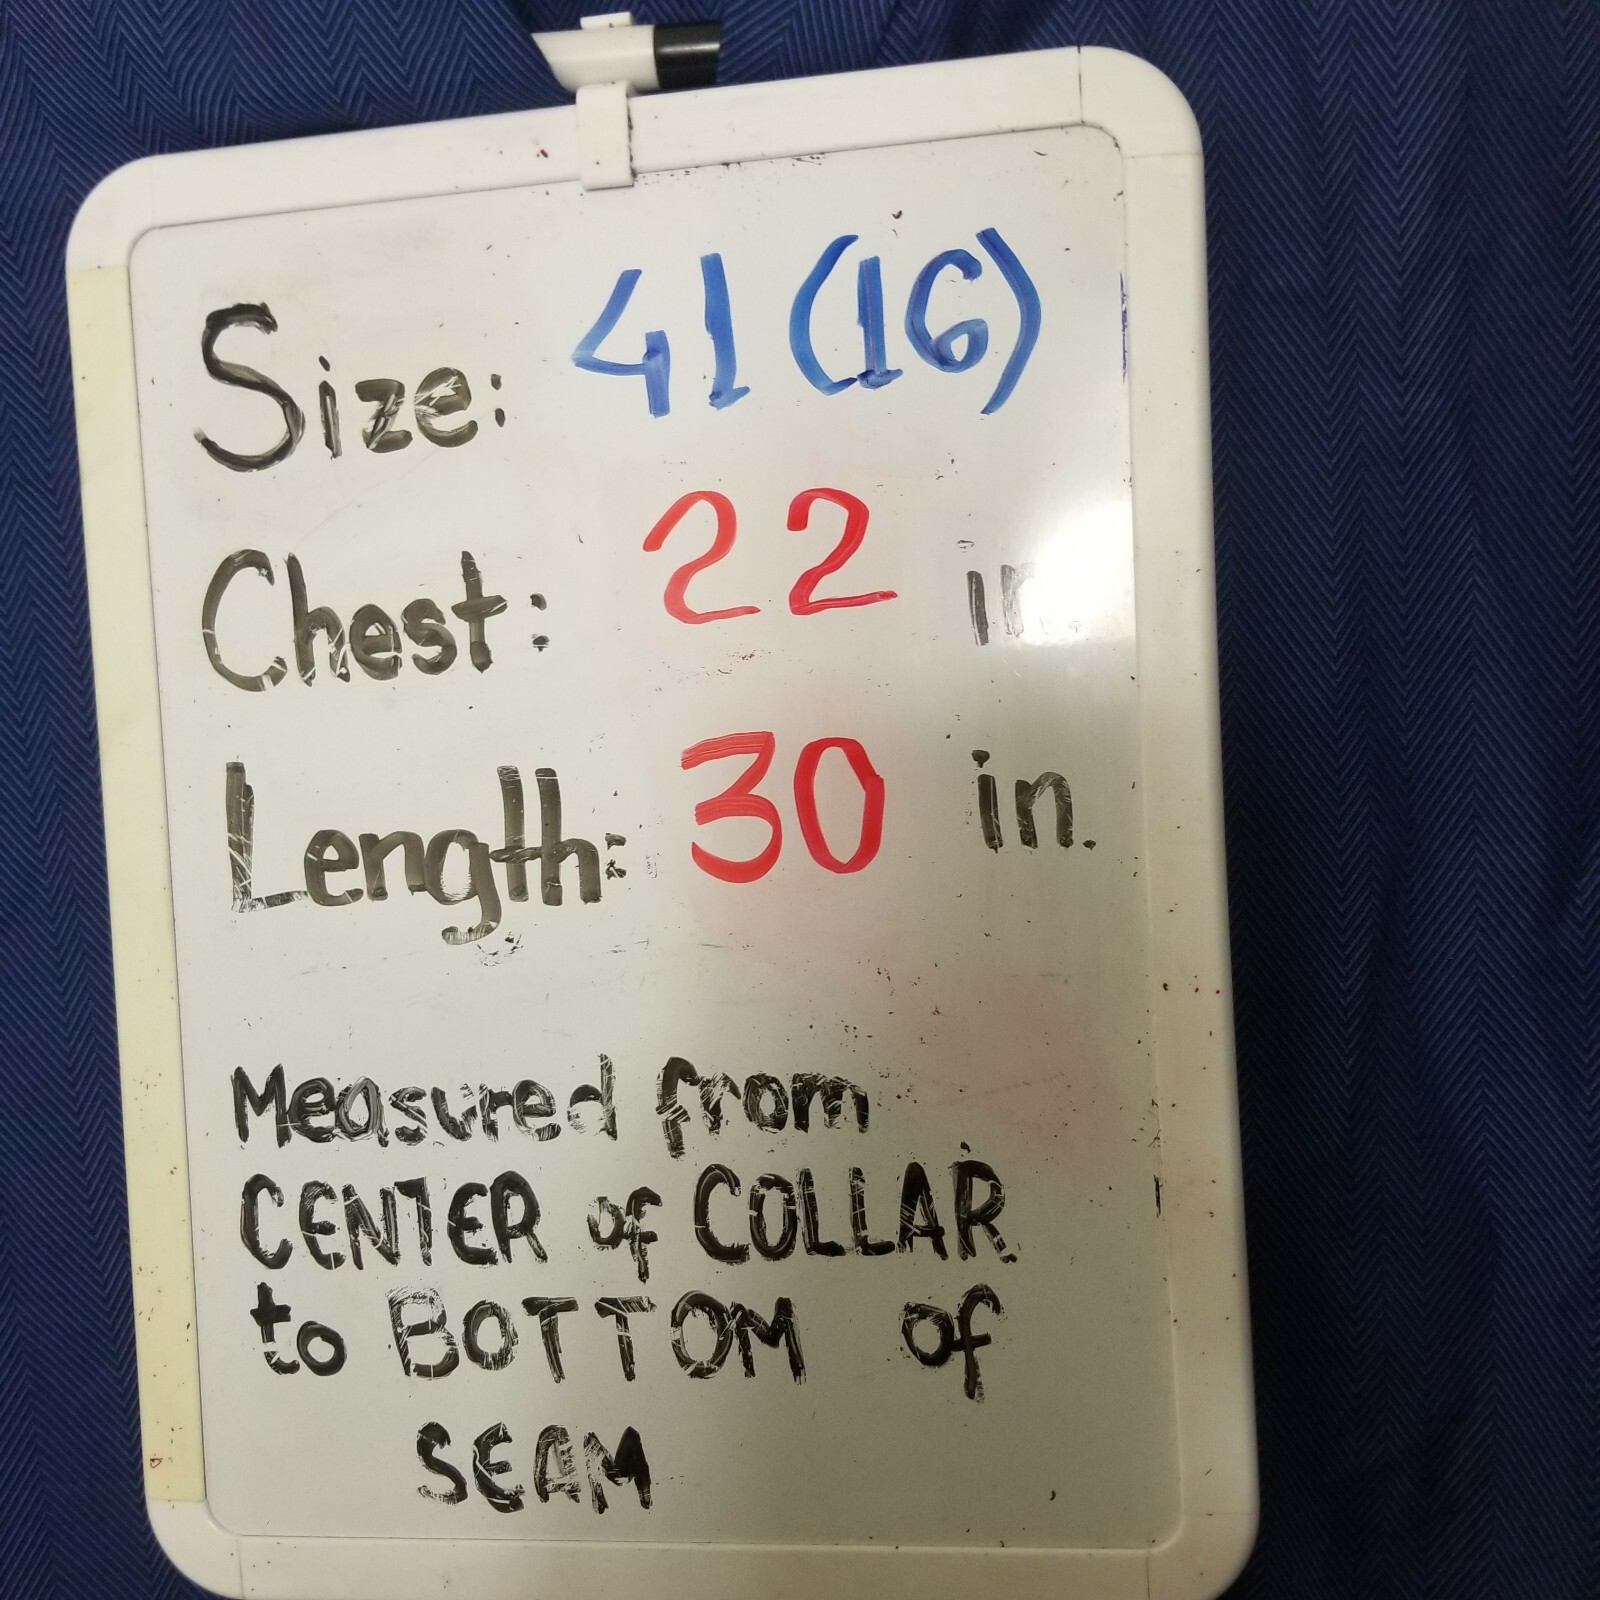 Size: 41 (16)
Chest: 22 in.
Length: 30 in.
Measured from
CENTER of COLLAR
to BOTTOM of
SEAM